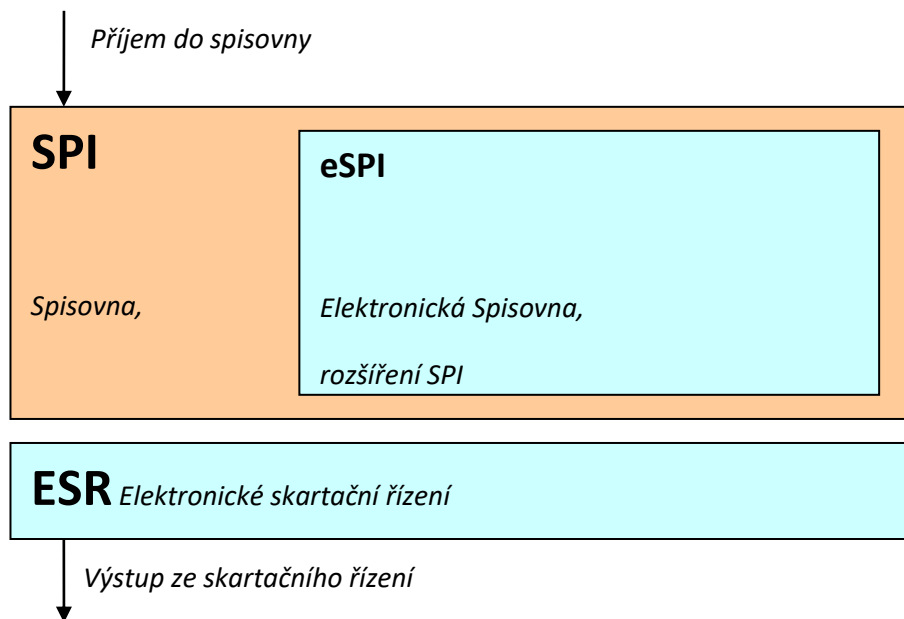 Příjem do spisovny
SPI
eSPI
Spisovna,
Elektronická Spisovna,
rozšíření SPI
ESR Elektronické skartační řízení
Výstup ze skartačního řízení